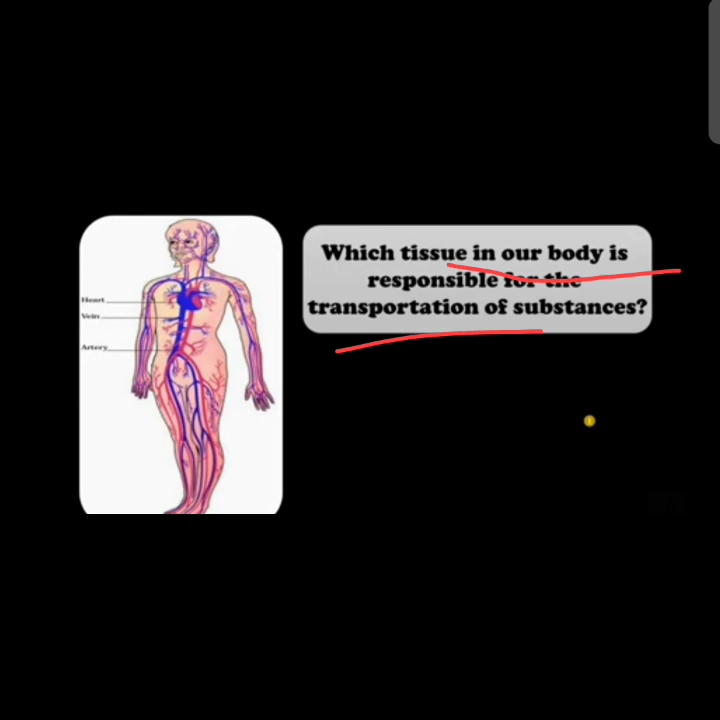 Heart
Vein
Artery
Which tissue in our body is
responsible for the
transportation of substances?